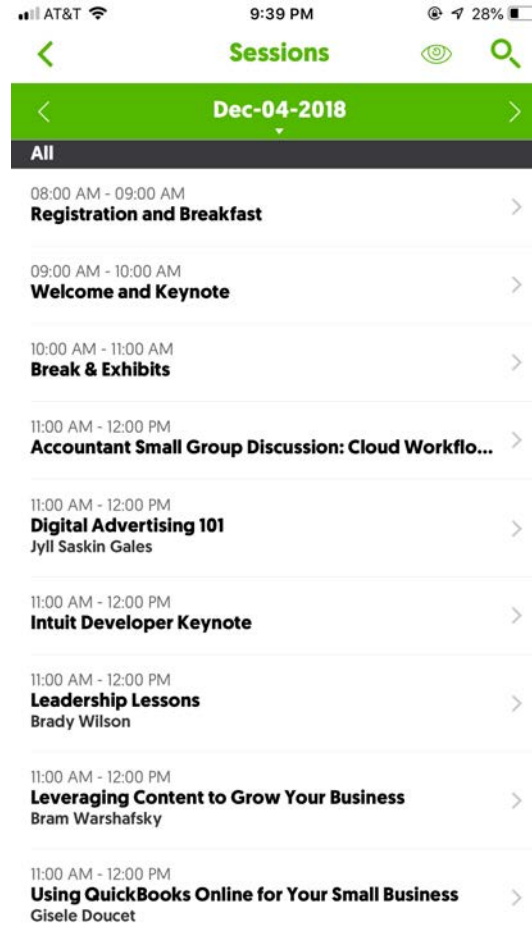 AT&T 9:39 PM 28%
Sessions
Dec-04-2018
All
08:00 AM - 09:00 AM
Registration and Breakfast
09:00 AM - 10:00 AM
Welcome and Keynote
10:00 AM - 11:00 AM
Break & Exhibits
11:00 AM - 12:00 PM
Accountant Small Group Discussion: Cloud Workflo...
11:00 AM - 12:00 PM
Digital Advertising 101
Jyll Saskin Gales
11:00 AM - 12:00 PM
Intuit Developer Keynote
11:00 AM - 12:00 PM
Leadership Lessons
Brady Wilson
11:00 AM - 12:00 PM
Leveraging Content to Grow Your Business
Bram Warshafsky
11:00 AM - 12:00 PM
Using QuickBooks Online for Your Small Business
Gisele Doucet